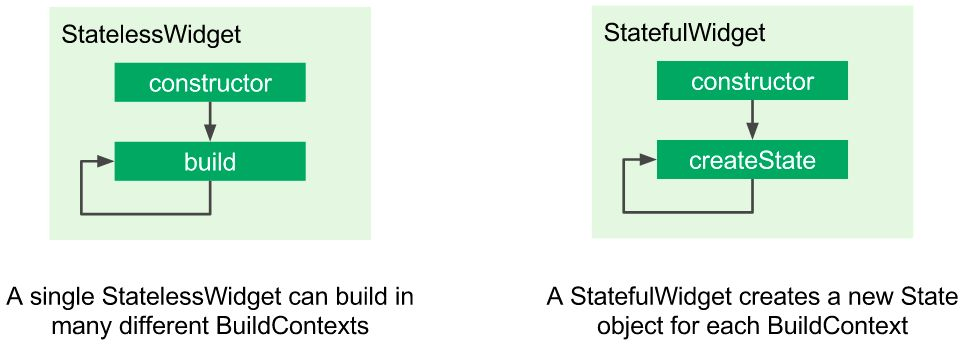 StatelessWidget
constructor
build
A single StatelessWidget can build in
many different BuildContexts
StatefulWidget
constructor
createState
A StatefulWidget creates a new State
object for each BuildContext